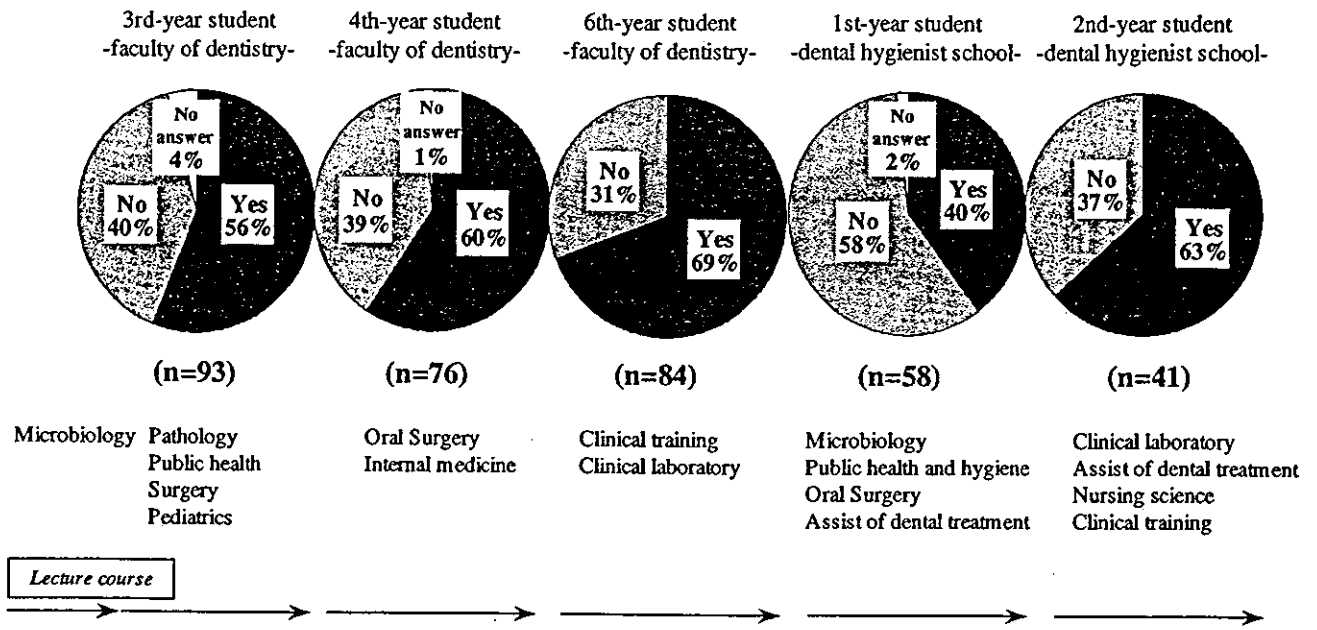 3rd-year student
-faculty of dentistry-
4th-year student
-faculty of dentistry-
6th-year student
-faculty of dentistry-
1st-year student
-dental hygienist school-
2nd-year student
-dental hygienist school-
No
answer
4%
No
40%
Yes
56%
No
answer
1%
No
39%
Yes
60%
No
31%
Yes
69%
No
answer
2%
Yes
40%
No
58%
No
37%
Yes
63%
(n=93)
(n=76)
(n=84)
(n=58)
(n=41)
Microbiology
Pathology
Public health
Surgery
Pediatrics
Oral Surgery
Internal medicine
Clinical training
Clinical laboratory
Microbiology
Public health and hygiene
Oral Surgery
Assist of dental treatment
Clinical laboratory
Assist of dental treatment
Nursing science
Clinical training
Lecture course